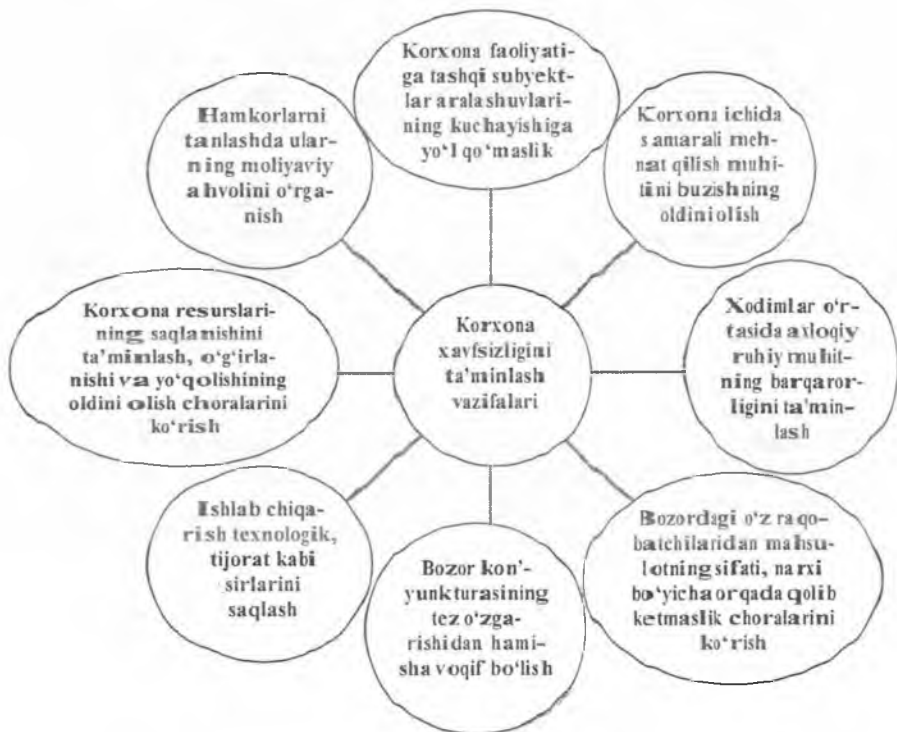 Korxona faoliyati-
ga tashqi subyekt-
lar aralashuvlari-
ning kuchayishiga
yo‘l qo‘maslik
Hamkorlarni
tanlashda ular-
ning moliyaviy
ahvolini o‘rga-
nish
Korxona ichida
samarali meh-
nat qilish muhi-
tini buzishning
oldini olish
Korxona resurslari-
ning saqlanishini
ta’minlash, o‘g‘irla-
nishi va yo‘qolishining
oldini olish choralarini
ko‘rish
Korxona
xavfsizligini
ta’minlash
vazifalari
Xodimlar o‘r-
tasida axloqiy
ruhiy muhit-
ning barqaror-
ligini ta’min-
lash
Ishlab chiqa-
rish texnologik,
tijorat kabi
sirlarini
saqlash
Bozor kon’-
yunkturasining
tez o‘zga-
rishidan hami-
sha voqif bo‘lish
Bozordagi o‘z raqo-
batchilaridan mahsu-
lotning sifati, narxi
bo‘yicha orqada qolib
ketmaslik choralarini
ko‘rish